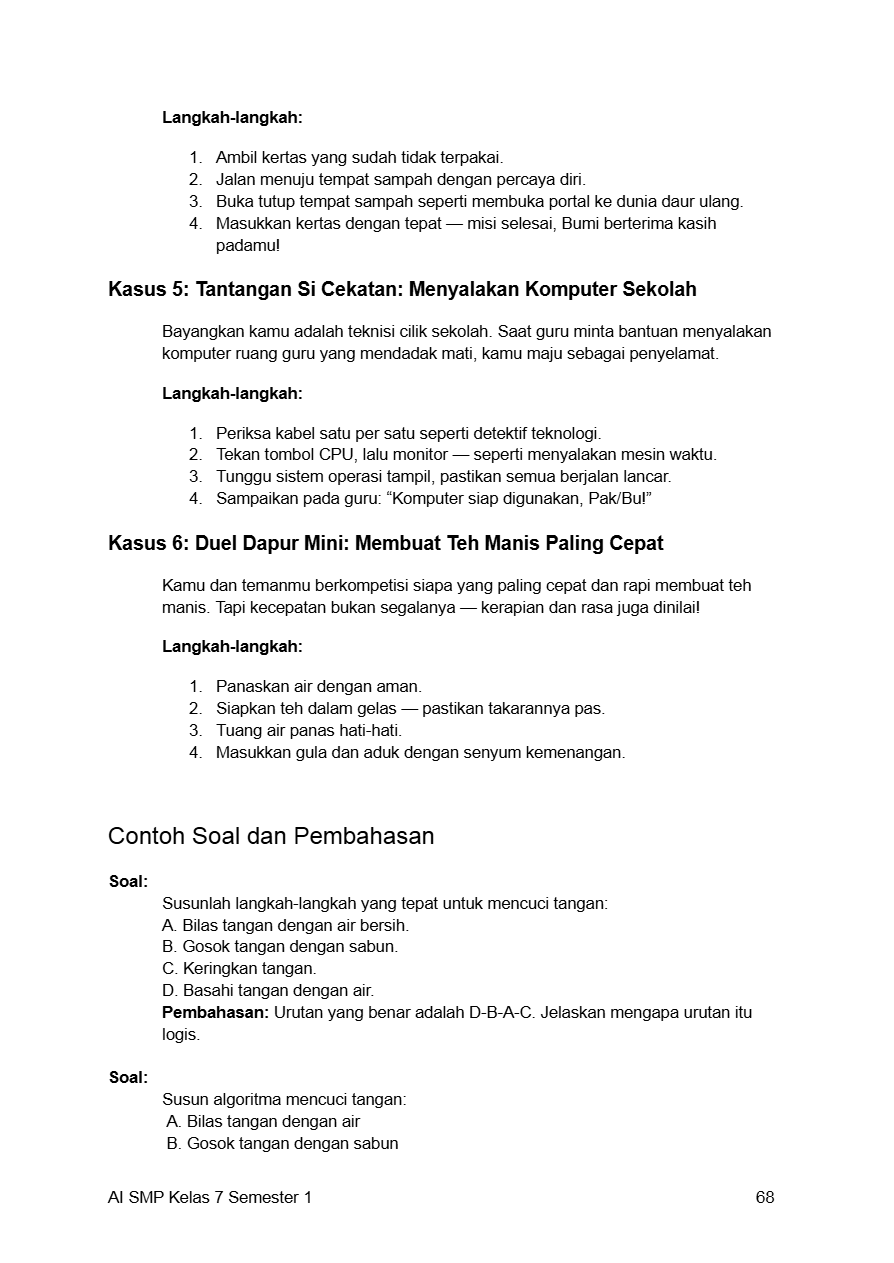 Langkah-langkah:
1. Ambil kertas yang sudah tidak terpakai.
2. Jalan menuju tempat sampah dengan percaya diri.
3. Buka tutup tempat sampah seperti membuka portal ke dunia daur ulang.
4. Masukkan kertas dengan tepat — misi selesai, Bumi berterima kasih
padamu!
Kasus 5: Tantangan Si Cekatan: Menyalakan Komputer Sekolah
Bayangkan kamu adalah teknisi cilik sekolah. Saat guru minta bantuan menyalakan
komputer ruang guru yang mendadak mati, kamu maju sebagai penyelamat.
Langkah-langkah:
1. Periksa kabel satu per satu seperti detektif teknologi.
2. Tekan tombol CPU, lalu monitor — seperti menyalakan mesin waktu.
3. Tunggu sistem operasi tampil, pastikan semua berjalan lancar.
4. Sampaikan pada guru: “Komputer siap digunakan, Pak/Bu!”
Kasus 6: Duel Dapur Mini: Membuat Teh Manis Paling Cepat
Kamu dan temanmu berkompetisi siapa yang paling cepat dan rapi membuat teh
manis. Tapi kecepatan bukan segalanya — kerapian dan rasa juga dinilai!
Langkah-langkah:
1. Panaskan air dengan aman.
2. Siapkan teh dalam gelas — pastikan takarannya pas.
3. Tuang air panas hati-hati.
4. Masukkan gula dan aduk dengan senyum kemenangan.
Contoh Soal dan Pembahasan
Soal:
Susunlah langkah-langkah yang tepat untuk mencuci tangan:
A. Bilas tangan dengan air bersih.
B. Gosok tangan dengan sabun.
C. Keringkan tangan.
D. Basahi tangan dengan air.
Pembahasan: Urutan yang benar adalah D-B-A-C. Jelaskan mengapa urutan itu
logis.
Soal:
Susun algoritma mencuci tangan:
A. Bilas tangan dengan air
B. Gosok tangan dengan sabun
AI SMP Kelas 7 Semester 1 68